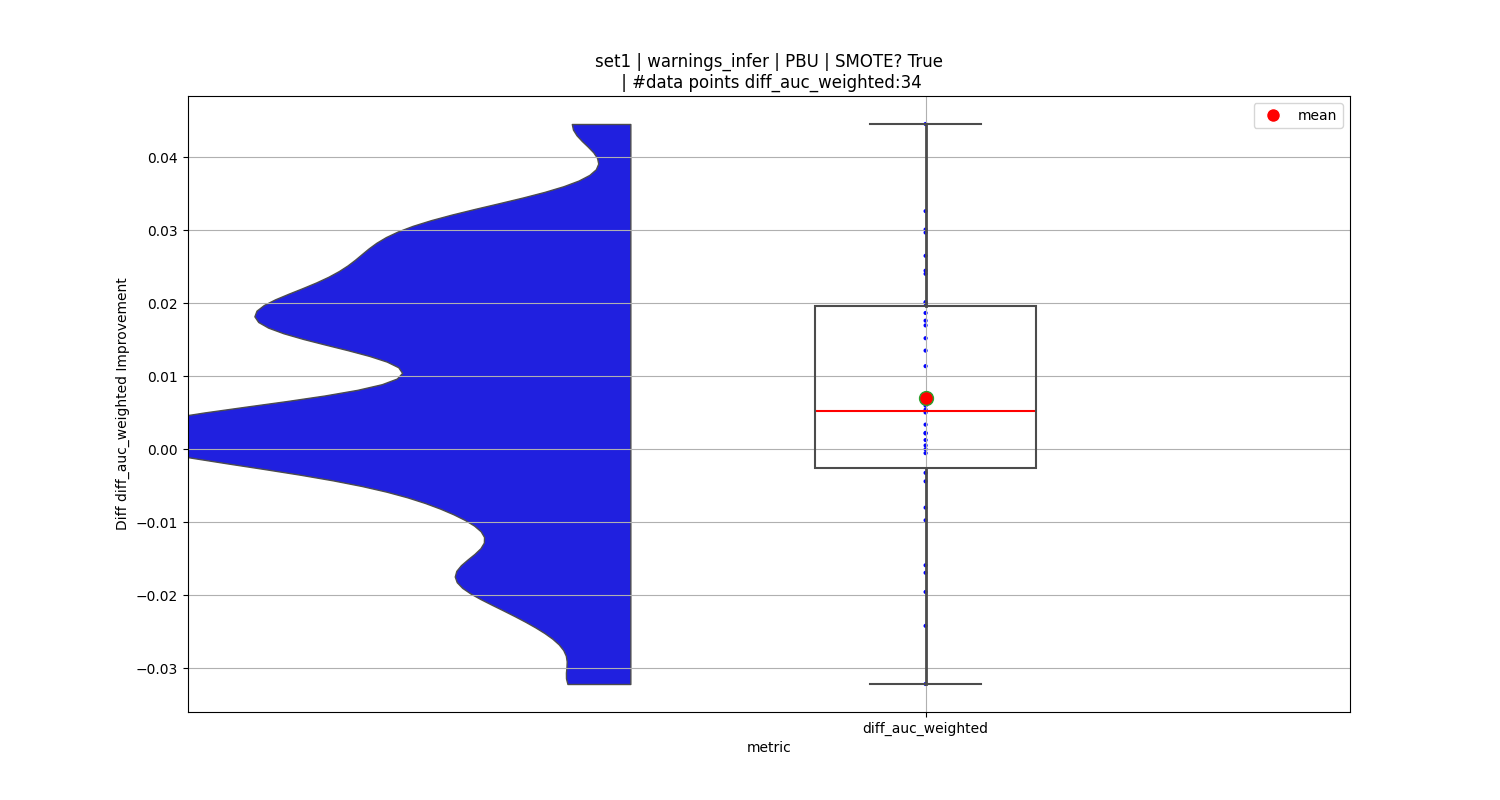 set1 | warnings_infer | PBU | SMOTE? True
| #data points diff_auc_weighted:34
mean
0.04
0.03
0.02
0.01
0.00
−0.01
−0.02
−0.03
Diff diff_auc_weighted Improvement
diff_auc_weighted
metric